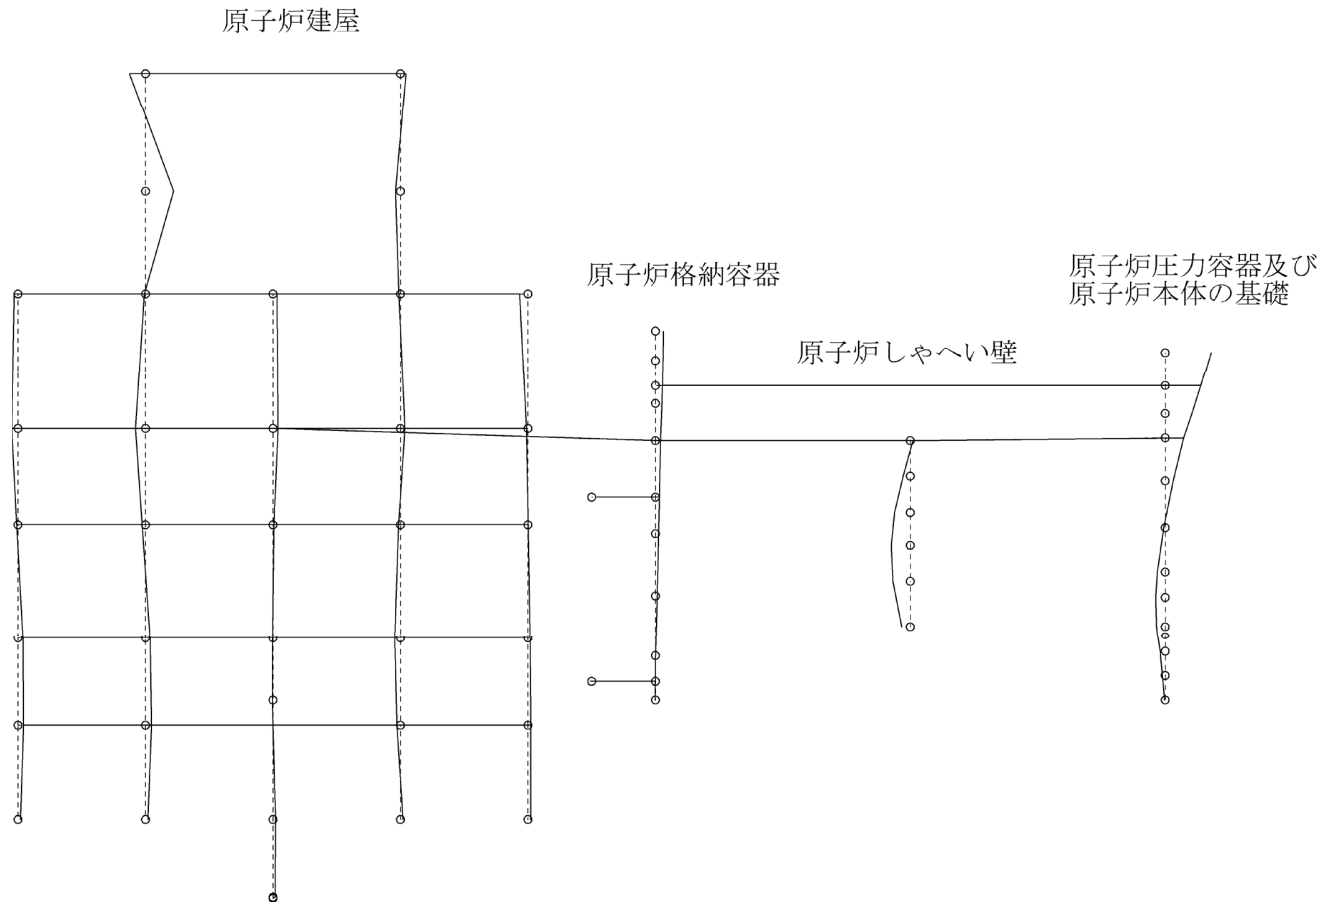 原子炉建屋
原子炉格納容器
原子炉圧力容器及び
原子炉本体の基礎
原子炉しゃへい壁